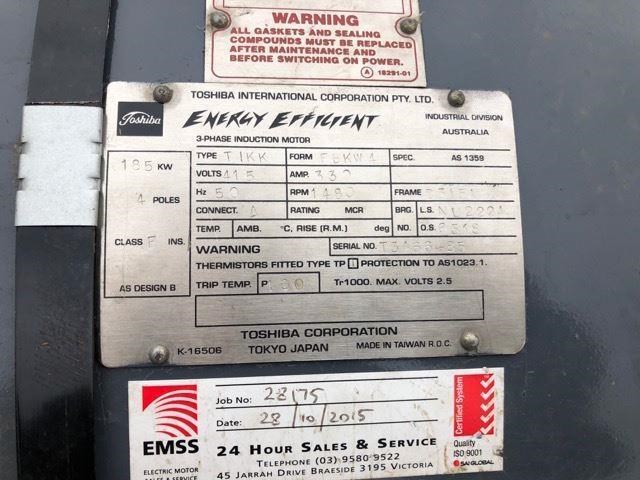 WARNING
ALL GASKETS AND SEALING
COMPOUNDS MUST BE REPLACED
AFTER MAINTENANCE AND
BEFORE SWITCHING ON POWER.
A 18291-01
TOSHIBA INTERNATIONAL CORPORATION PTY. LTD.
Toshiba ENERGY EFFICIENT INDUSTRIAL DIVISION
AUSTRALIA
3-PHASE INDUCTION MOTOR
185 KW TYPE TIKK FORM FBKW1 SPEC. AS 1359
VOLTS 415 AMP.
4 POLES Hz 50 RPM FRAME
CONNECT. RATING MCR BRG. L.S.
TEMP. AMB. °C, RISE (R.M.) deg NO. O.S.
CLASS F INS. WARNING SERIAL NO.
THERMISTORS FITTED TYPE TP PROTECTION TO AS1023.1.
AS DESIGN B TRIP TEMP. P Tr1000. MAX. VOLTS 2.5
TOSHIBA CORPORATION
K-16506 TOKYO JAPAN MADE IN TAIWAN R.O.C.
EMSS
ELECTRIC MOTOR
SALES & SERVICE
Job No: 28175
Date: 28/10/2015
24 HOUR SALES & SERVICE
TELEPHONE (03) 9580 9522
45 JARRAH DRIVE BRAESIDE 3195 VICTORIA
Certified System
Quality
ISO 9001
SAI GLOBAL